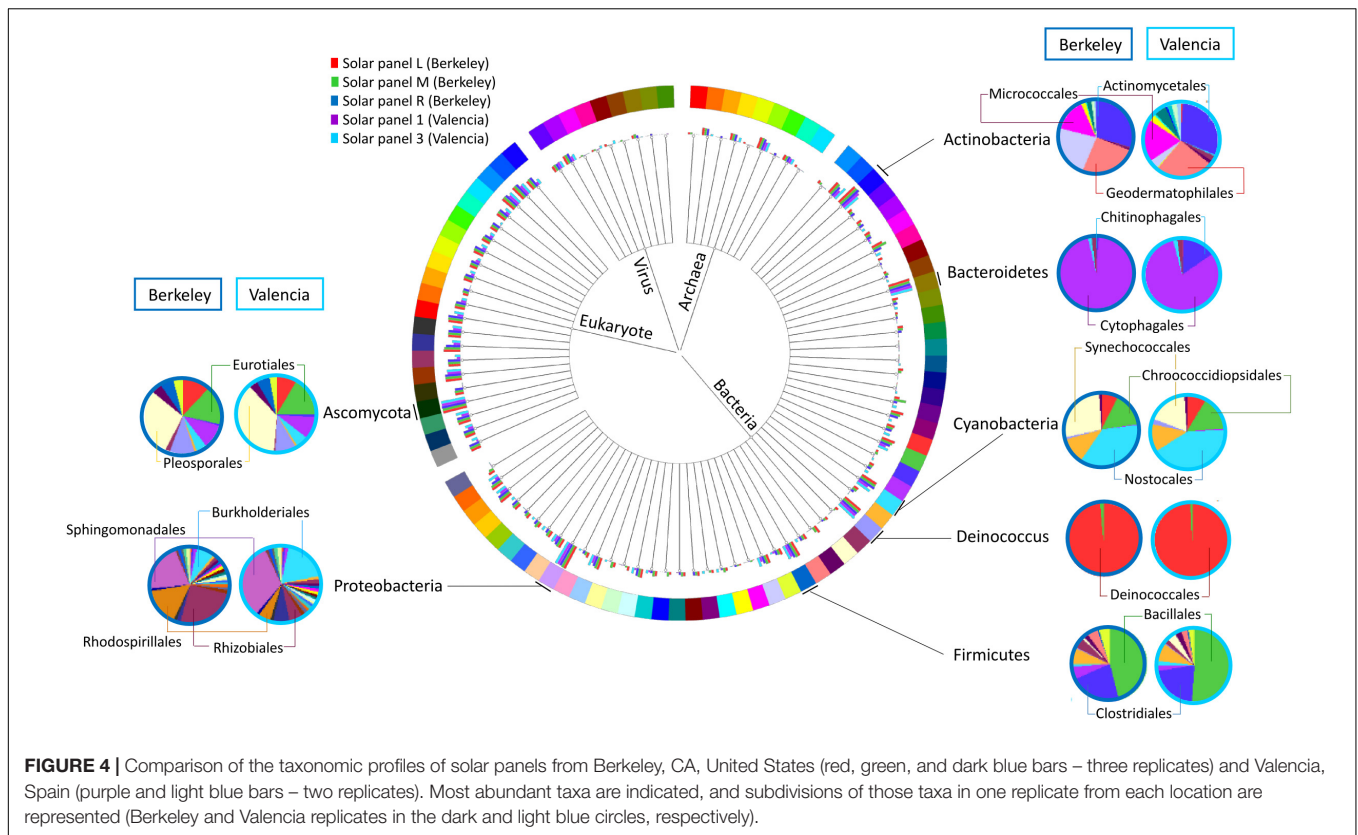 Solar panel L (Berkeley)
Solar panel M (Berkeley)
Solar panel R (Berkeley)
Solar panel 1 (Valencia)
Solar panel 3 (Valencia)
Berkeley
Valencia
Micrococcales
Actinomycetales
Actinobacteria
Geodermatophilales
Chitinophagales
Bacteroidetes
Cytophagales
Synechococcales
Chroococcidiopsidales
Cyanobacteria
Nostocales
Deinococcus
Deinococcales
Bacillales
Firmicutes
Clostridiales
Virus
Archaea
Eukaryote
Bacteria
Berkeley
Valencia
Eurotiales
Ascomycota
Pleosporales
Sphingomonadales
Burkholderiales
Proteobacteria
Rhodospirillales
Rhizobiales
FIGURE 4 | Comparison of the taxonomic profiles of solar panels from Berkeley, CA, United States (red, green, and dark blue bars – three replicates) and Valencia,
Spain (purple and light blue bars – two replicates). Most abundant taxa are indicated, and subdivisions of those taxa in one replicate from each location are
represented (Berkeley and Valencia replicates in the dark and light blue circles, respectively).